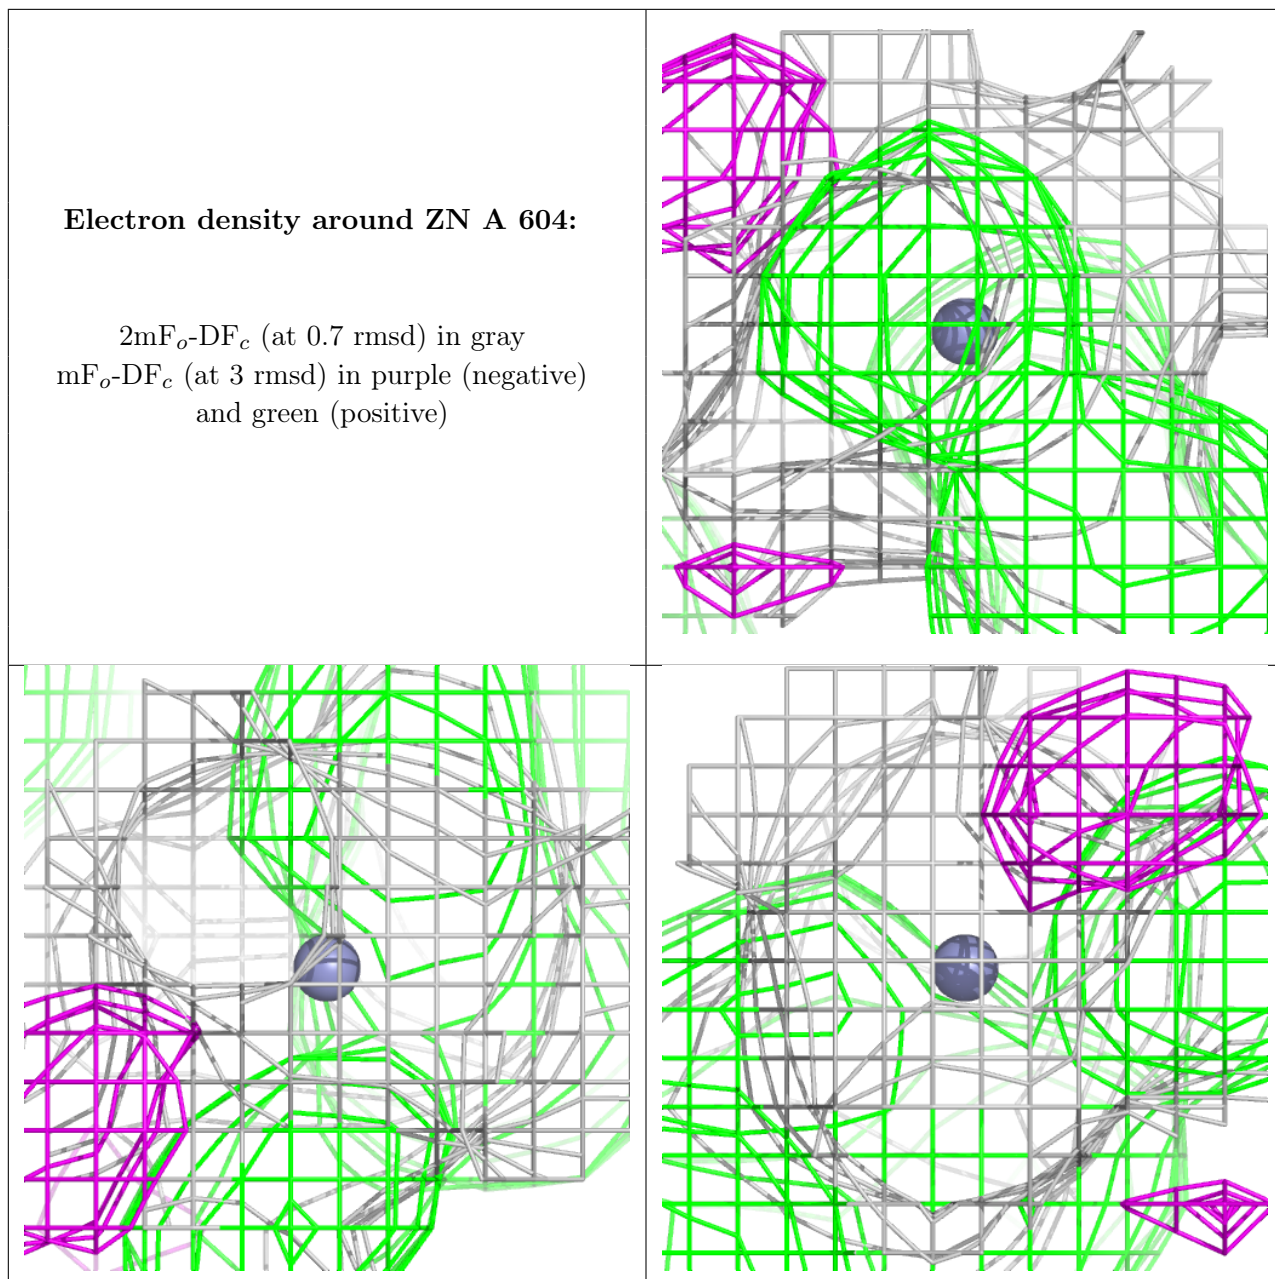 Electron density around ZN A 604:
2mFo-DFc (at 0.7 rmsd) in gray
mFo-DFc (at 3 rmsd) in purple (negative)
and green (positive)